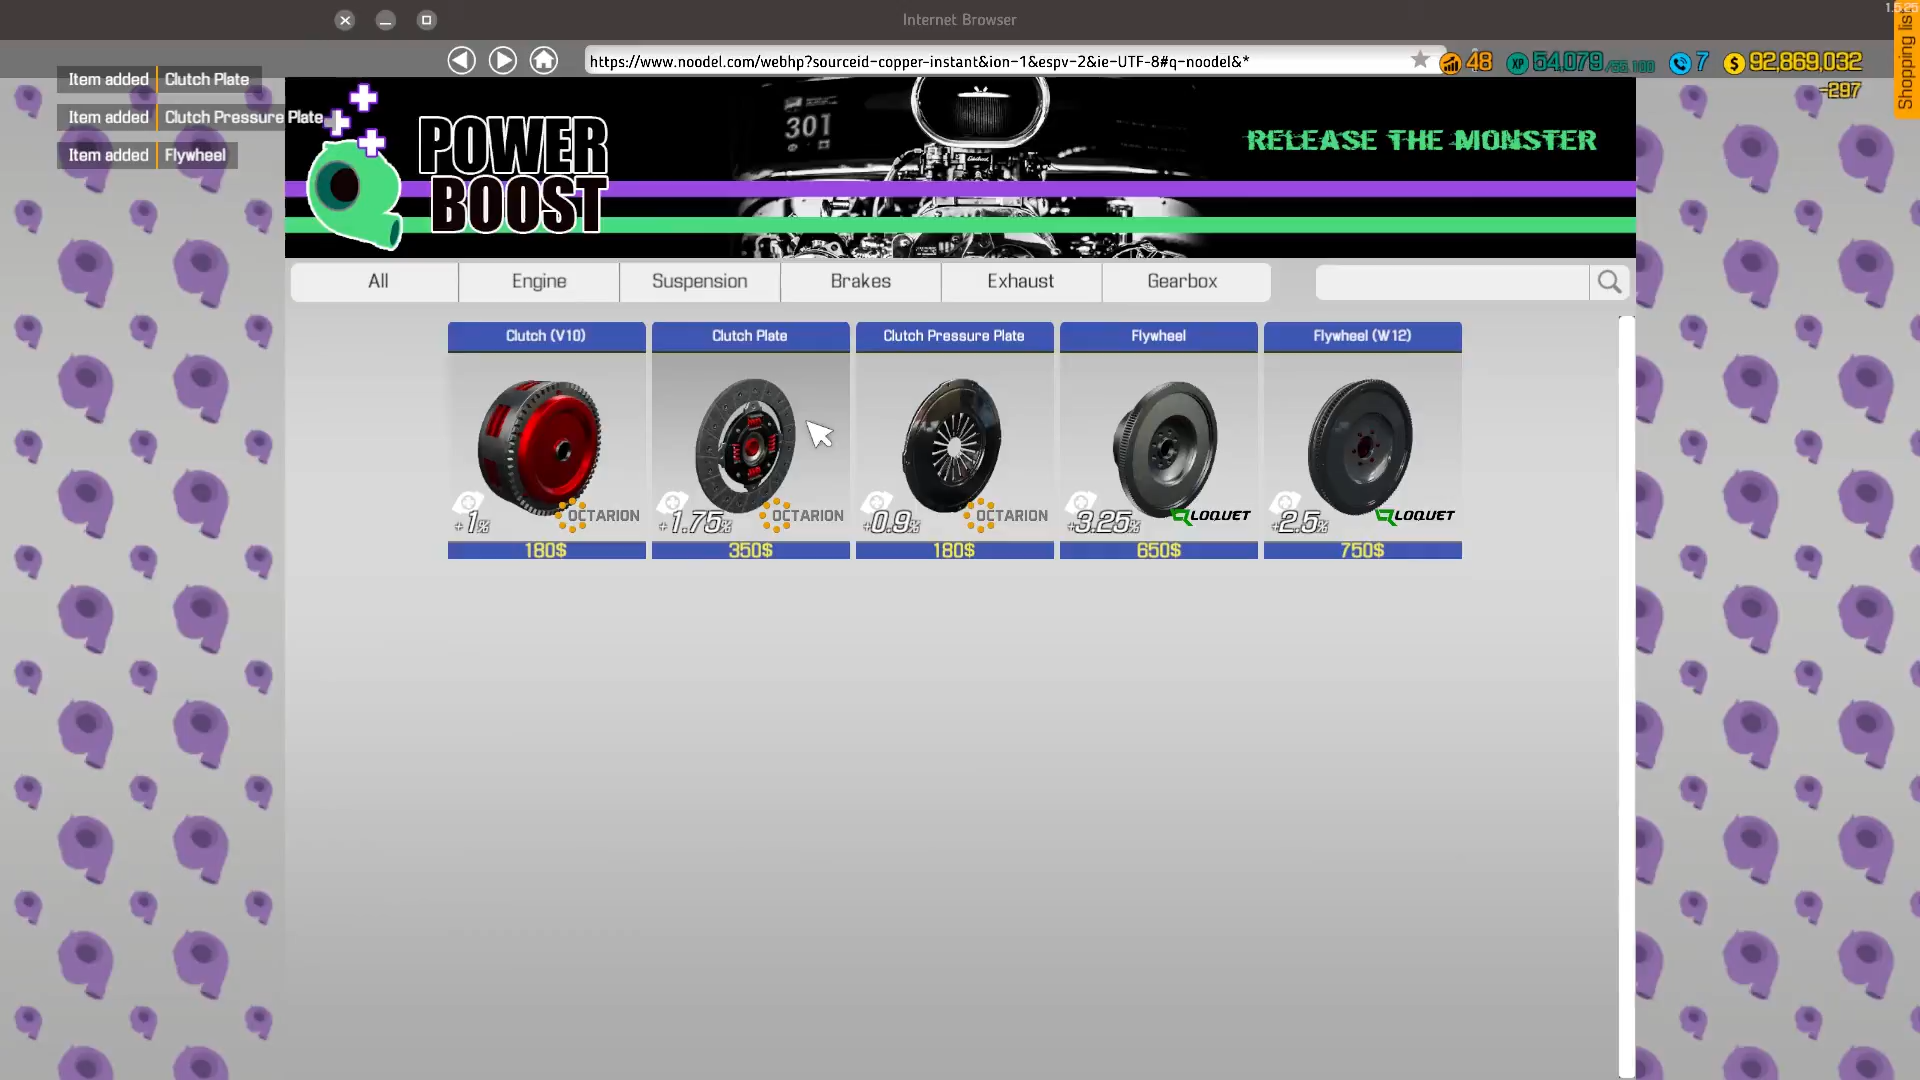 Internet Browser
1.5.25
Shopping list
https://www.noodel.com/webhp?sourceid-copper-instant&ion-1&espv-2&ie-UTF-8#q-noodel&*
48
XP 54,079
7
$ 92,869,032
-297
Item added Clutch Plate
Item added Clutch Pressure Plate
Item added Flywheel
POWER
BOOST
301
RELEASE THE MONSTER
All
Engine
Suspension
Brakes
Exhaust
Gearbox
Clutch (V10)
Clutch Plate
Clutch Pressure Plate
Flywheel
Flywheel (W12)
+1% OCTARION
+1.75% OCTARION
+0.9% OCTARION
+3.25% LOQUET
+2.5% LOQUET
180$
350$
180$
650$
750$